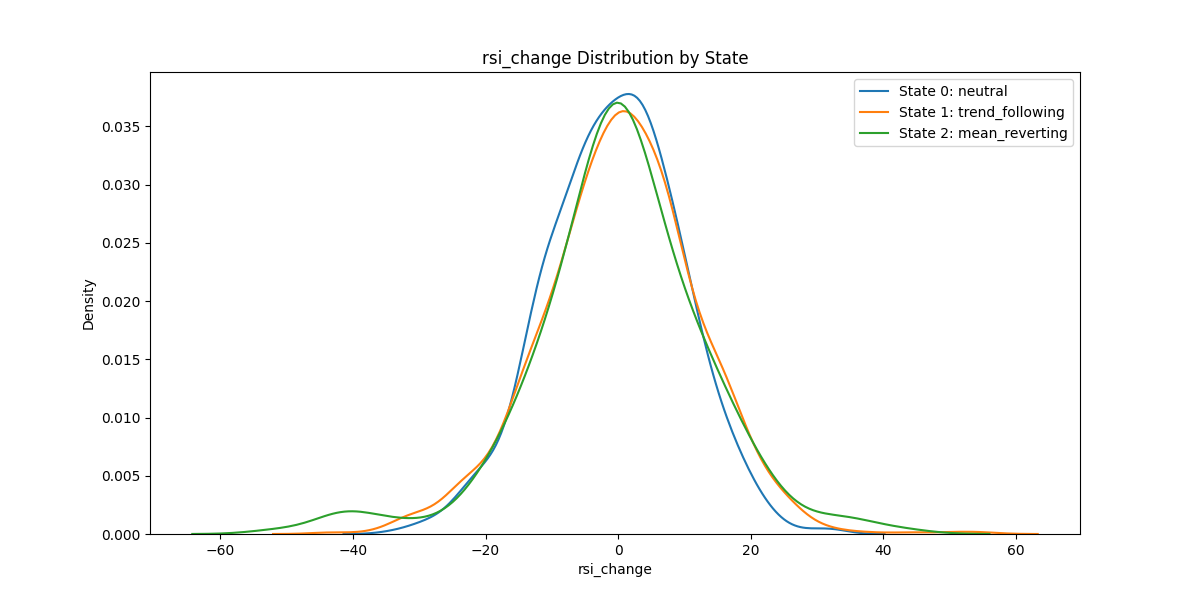 rsi_change Distribution by State
State 0: neutral
State 1: trend_following
State 2: mean_reverting
Density
0.035
0.030
0.025
0.020
0.015
0.010
0.005
0.000
−60
−40
−20
0
20
40
60
rsi_change